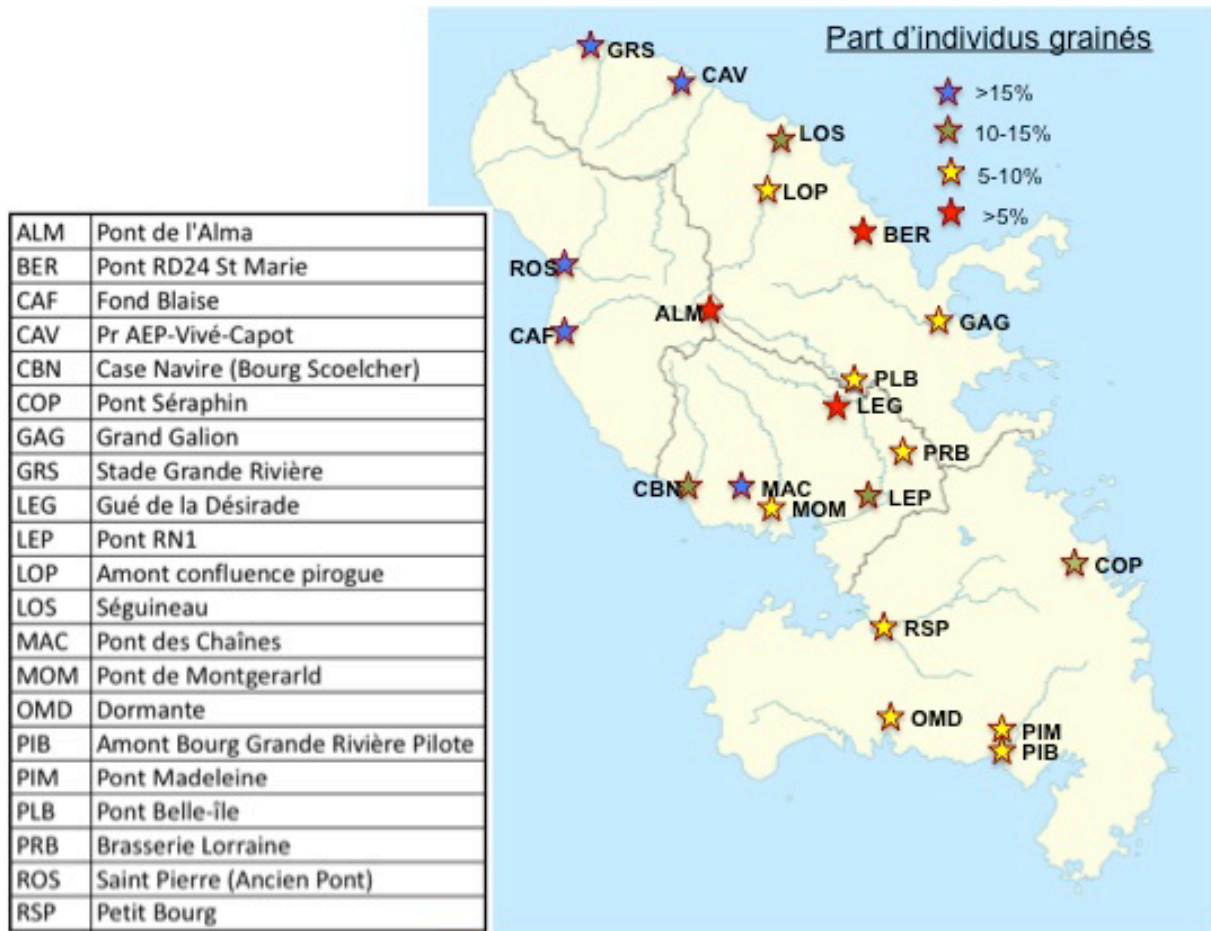 Part d'individus grainés
>15%
10-15%
5-10%
>5%
GRS
CAV
LOS
LOP
BER
ROS
ALM
GAG
CAF
PLB
LEG
PRB
CBN
MAC
LEP
MOM
COP
RSP
OMD
PIM
PIB
ALM Pont de l'Alma
BER Pont RD24 St Marie
CAF Fond Blaise
CAV Pr AEP-Vivé-Capot
CBN Case Navire (Bourg Scoelcher)
COP Pont Séraphin
GAG Grand Galion
GRS Stade Grande Rivière
LEG Gué de la Désirade
LEP Pont RN1
LOP Amont confluence pirogue
LOS Séguineau
MAC Pont des Chaînes
MOM Pont de Montgerarld
OMD Dormante
PIB Amont Bourg Grande Rivière Pilote
PIM Pont Madeleine
PLB Pont Belle-île
PRB Brasserie Lorraine
ROS Saint Pierre (Ancien Pont)
RSP Petit Bourg